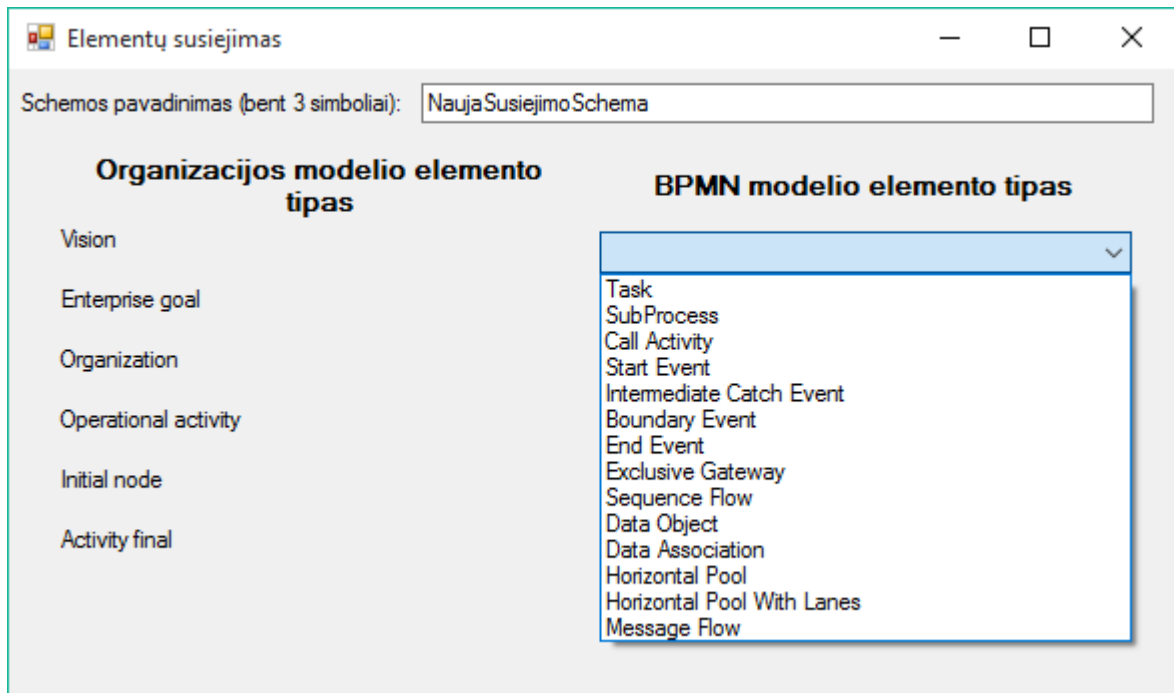 Elementų susiejimas
Schemos pavadinimas (bent 3 simboliai): NaujaSusiejimoSchema
Organizacijos modelio elemento
tipas
BPMN modelio elemento tipas
Vision
Enterprise goal
Organization
Operational activity
Initial node
Activity final
Task
SubProcess
Call Activity
Start Event
Intermediate Catch Event
Boundary Event
End Event
Exclusive Gateway
Sequence Flow
Data Object
Data Association
Horizontal Pool
Horizontal Pool With Lanes
Message Flow